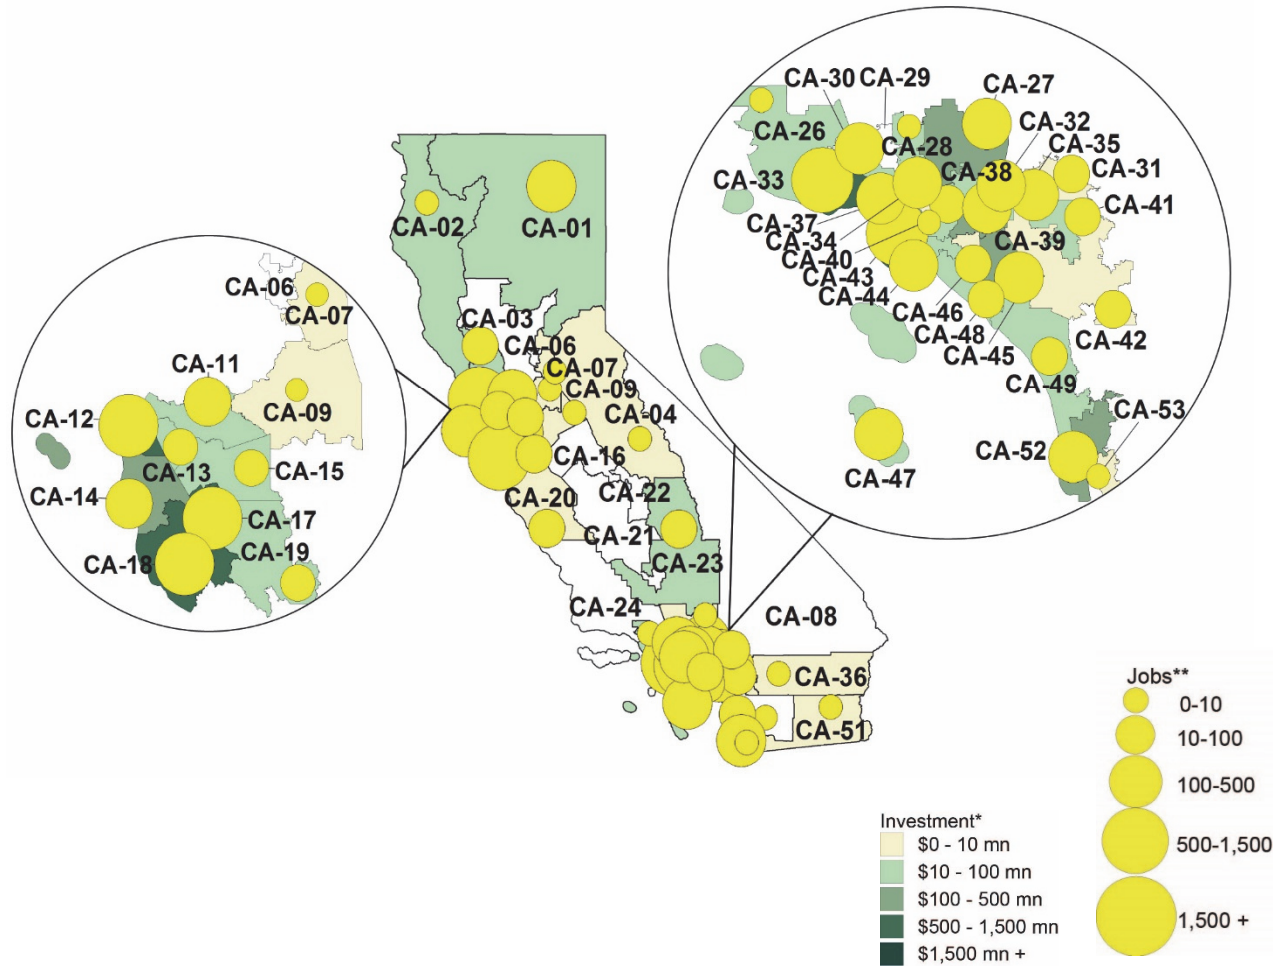 CA-30
CA-29
CA-27
CA-26
CA-28
CA-32
CA-35
CA-33
CA-38
CA-31
CA-37
CA-41
CA-34
CA-39
CA-40
CA-43
CA-44
CA-46
CA-48
CA-45
CA-42
CA-49
CA-53
CA-52
CA-47
CA-02
CA-01
CA-03
CA-06
CA-07
CA-09
CA-04
CA-16
CA-20
CA-22
CA-21
CA-23
CA-24
CA-08
CA-36
CA-51
CA-06
CA-07
CA-11
CA-09
CA-12
CA-13
CA-15
CA-14
CA-17
CA-18
CA-19
Jobs**
0-10
10-100
100-500
500-1,500
1,500 +
Investment*
$0 - 10 mn
$10 - 100 mn
$100 - 500 mn
$500 - 1,500 mn
$1,500 mn +